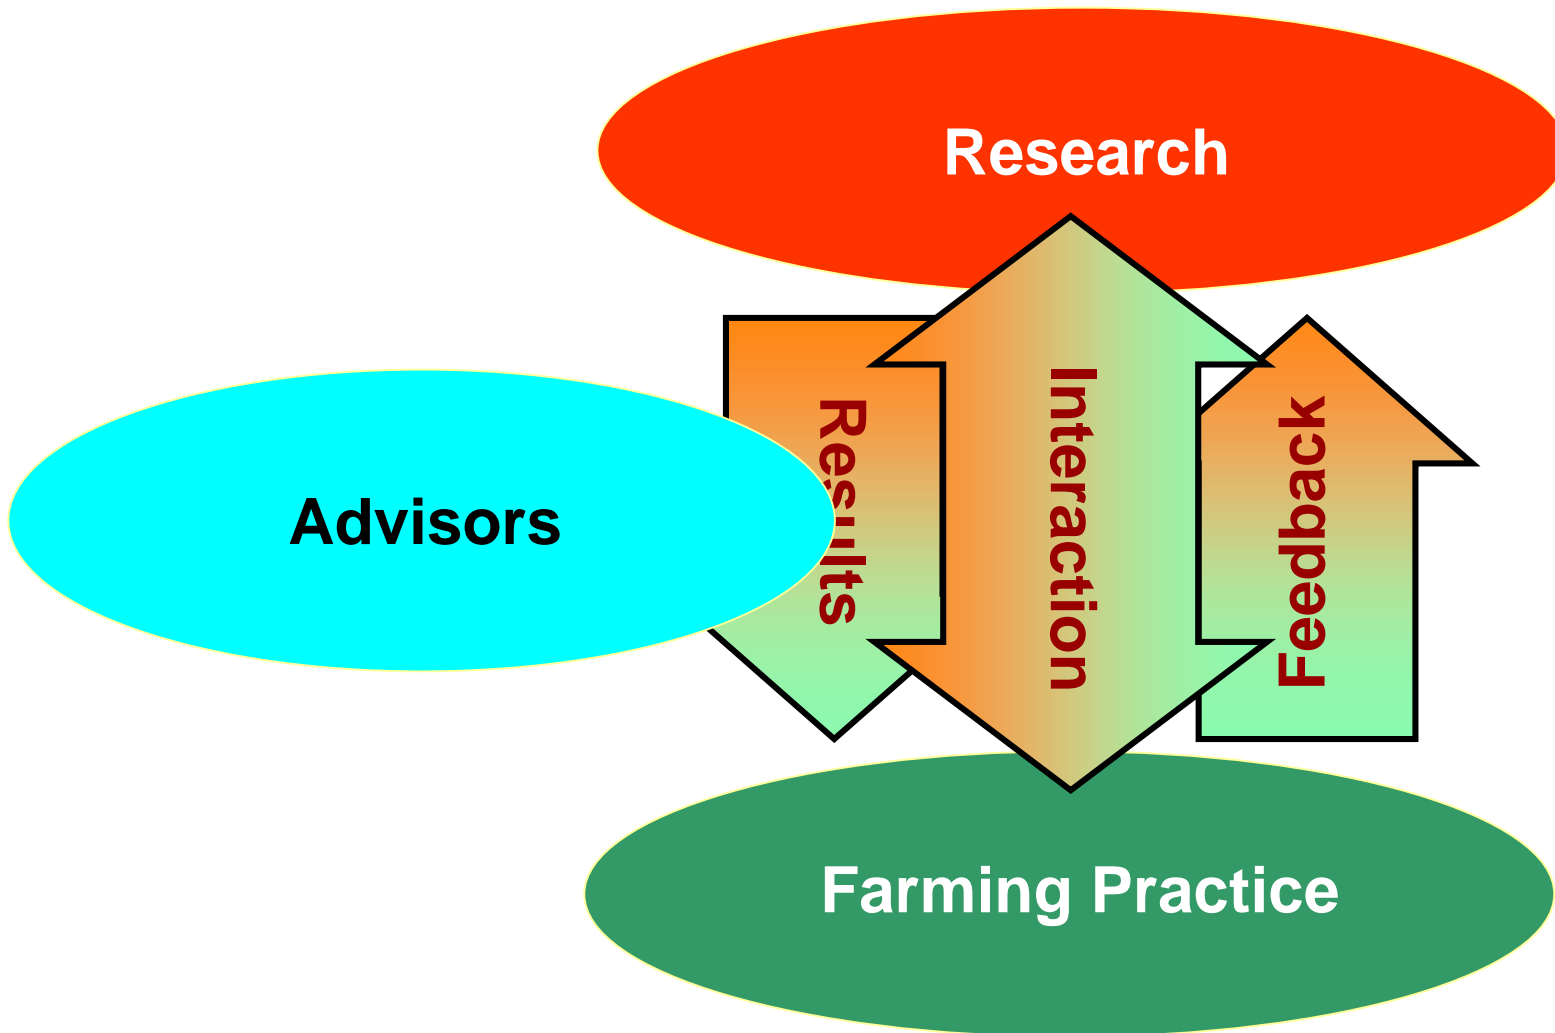 Research
Advisors
Results
Interaction
Feedback
Farming Practice